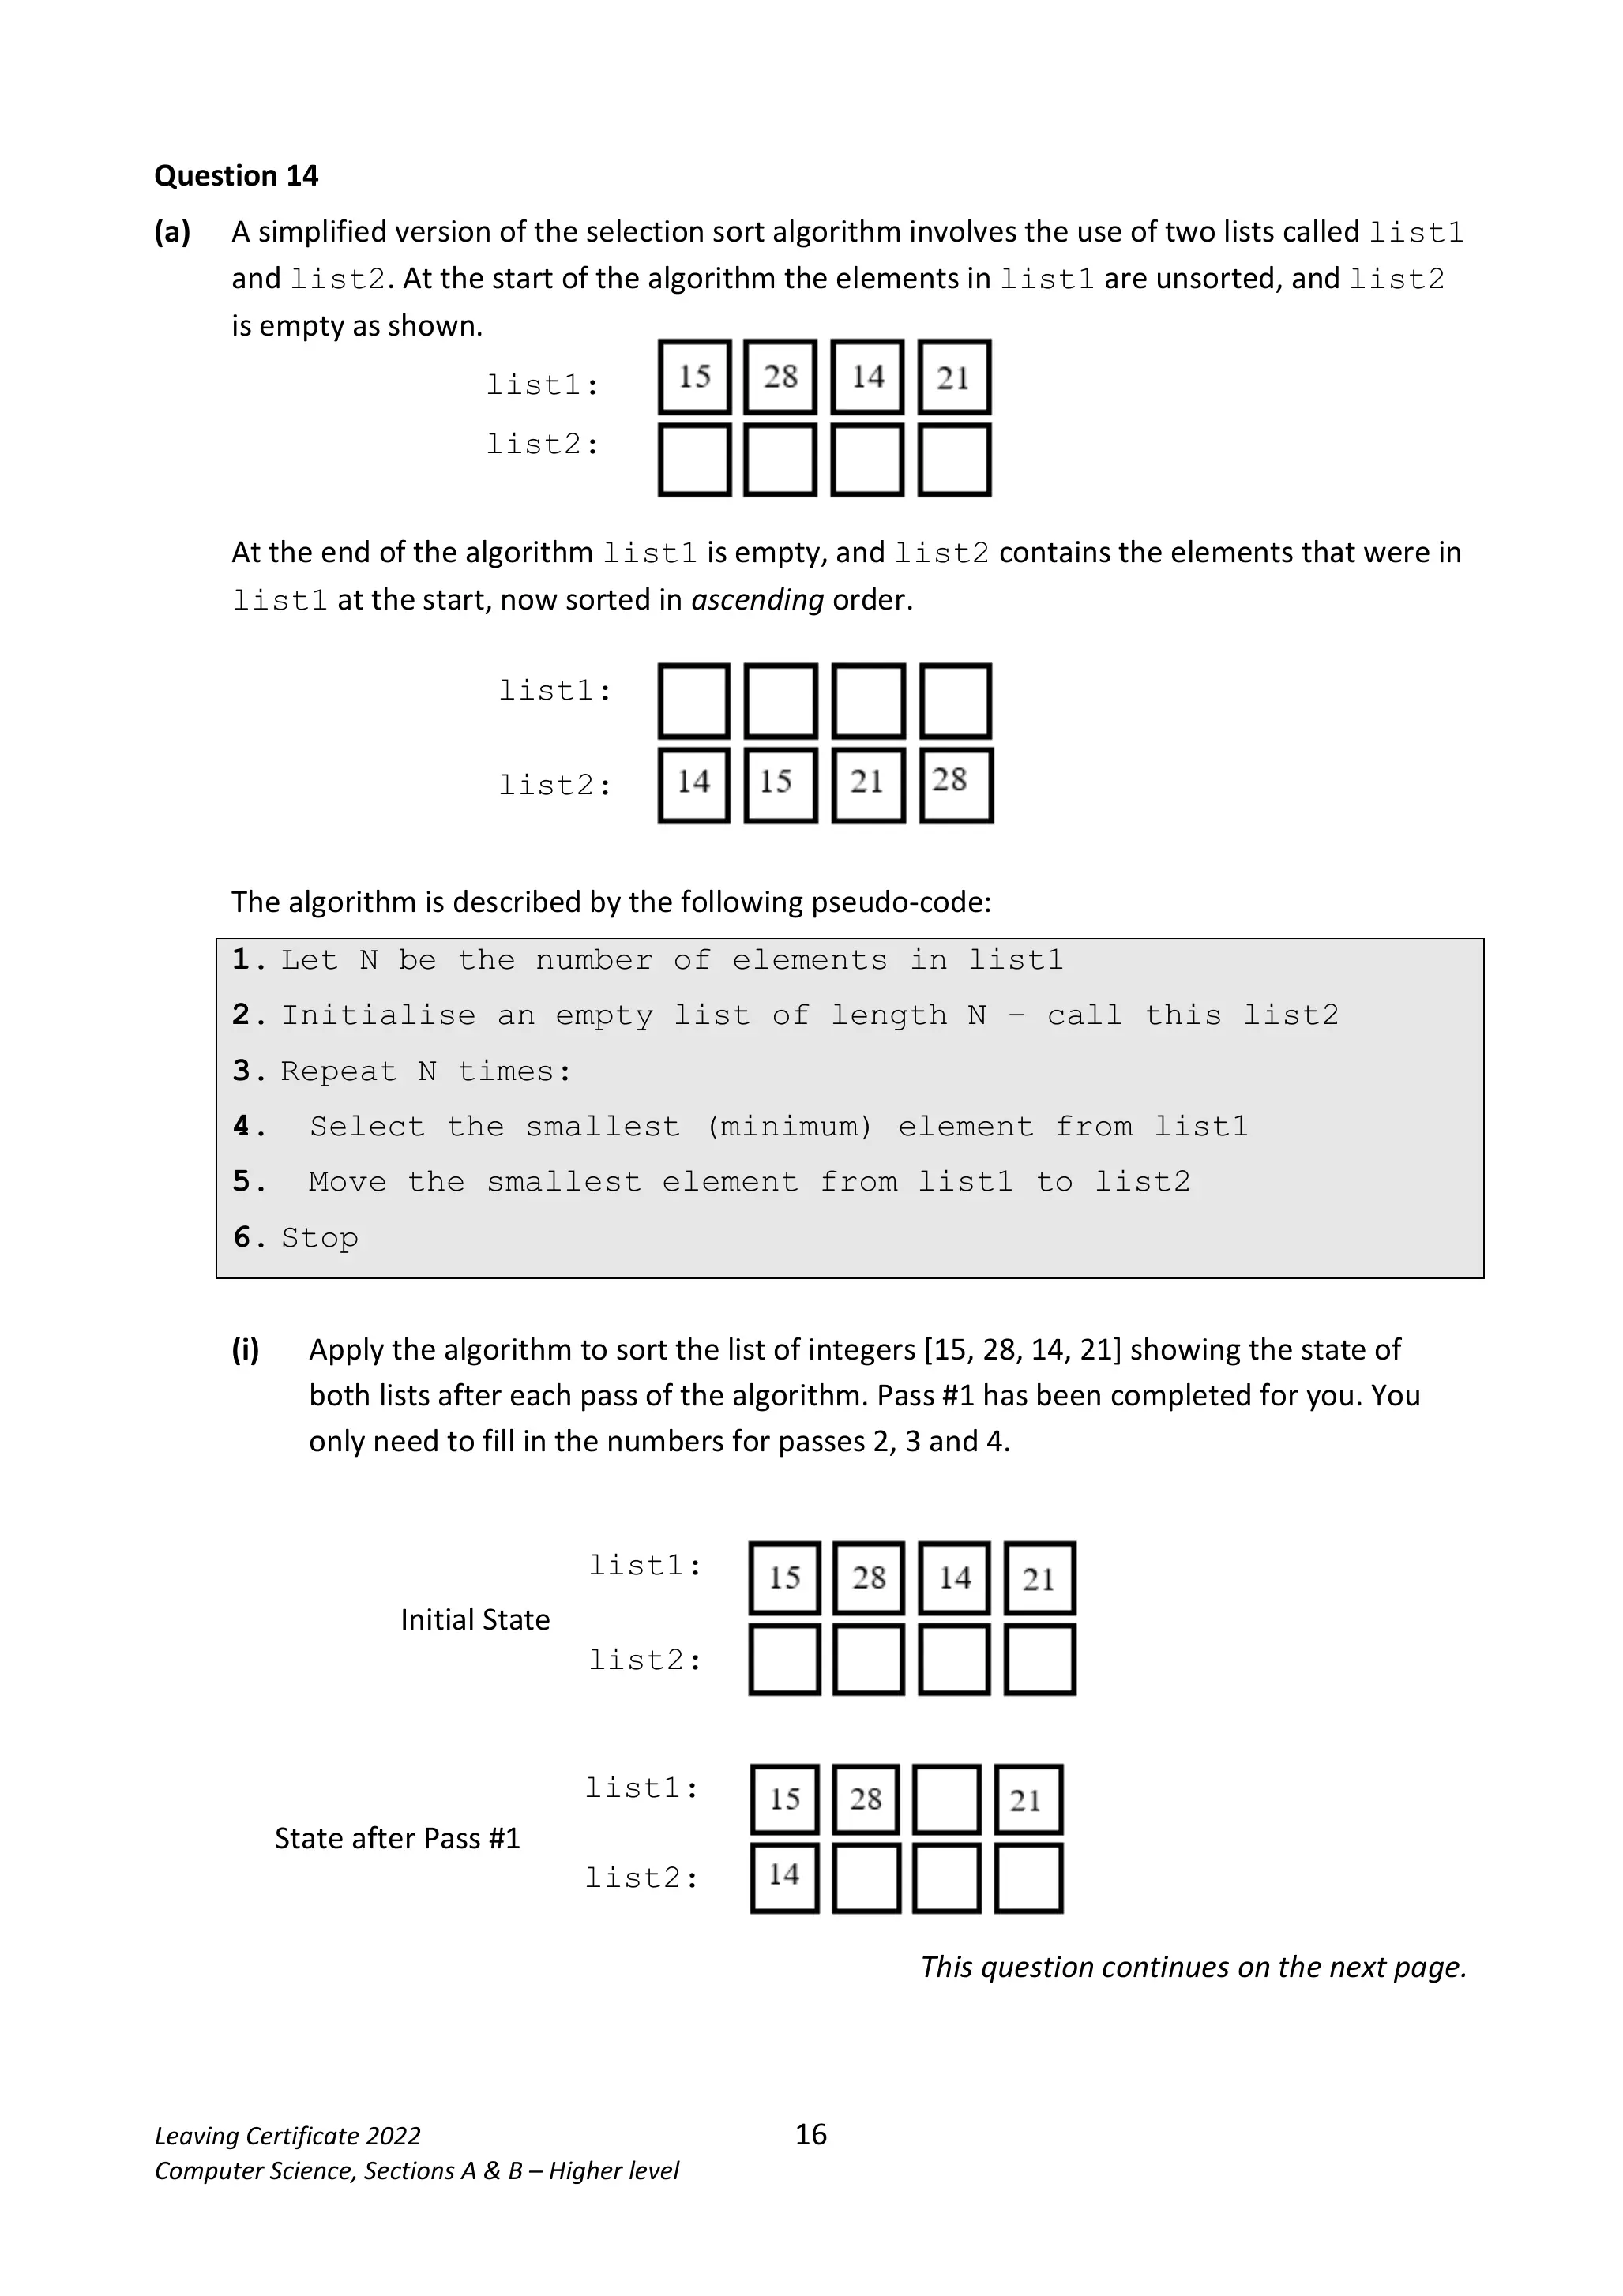 Question 14
(a) A simplified version of the selection sort algorithm involves the use of two lists called list1
and list2. At the start of the algorithm the elements in list1 are unsorted, and list2
is empty as shown.
list1: 15 28 14 21
list2:
At the end of the algorithm list1 is empty, and list2 contains the elements that were in
list1 at the start, now sorted in ascending order.
list1:
list2: 14 15 21 28
The algorithm is described by the following pseudo-code:
1. Let N be the number of elements in list1
2. Initialise an empty list of length N – call this list2
3. Repeat N times:
4. Select the smallest (minimum) element from list1
5. Move the smallest element from list1 to list2
6. Stop
(i) Apply the algorithm to sort the list of integers [15, 28, 14, 21] showing the state of
both lists after each pass of the algorithm. Pass #1 has been completed for you. You
only need to fill in the numbers for passes 2, 3 and 4.
list1: 15 28 14 21
Initial State
list2:
list1: 15 28 21
State after Pass #1
list2: 14
This question continues on the next page.
Leaving Certificate 2022 16
Computer Science, Sections A & B – Higher level